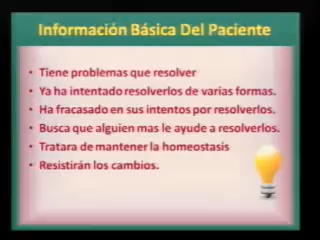 Información Básica Del Paciente
• Tiene problemas que resolver
• Ya ha intentado resolverlos de varias formas.
• Ha fracasado en sus intentos por resolverlos.
• Busca que alguien mas le ayude a resolverlos.
• Tratara de mantener la homeostasis
• Resistirán los cambios.